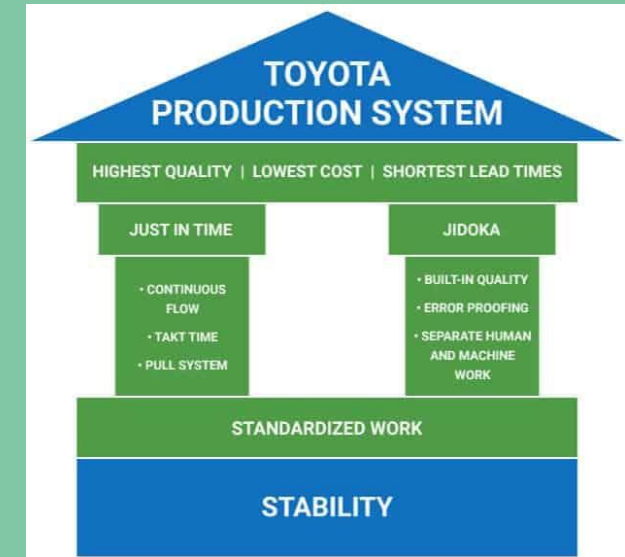 TOYOTA
PRODUCTION SYSTEM
HIGHEST QUALITY | LOWEST COST | SHORTEST LEAD TIMES
JUST IN TIME
• CONTINUOUS
FLOW
• TAKT TIME
• PULL SYSTEM
JIDOKA
• BUILT-IN QUALITY
• ERROR PROOFING
• SEPARATE HUMAN
AND MACHINE
WORK
STANDARDIZED WORK
STABILITY